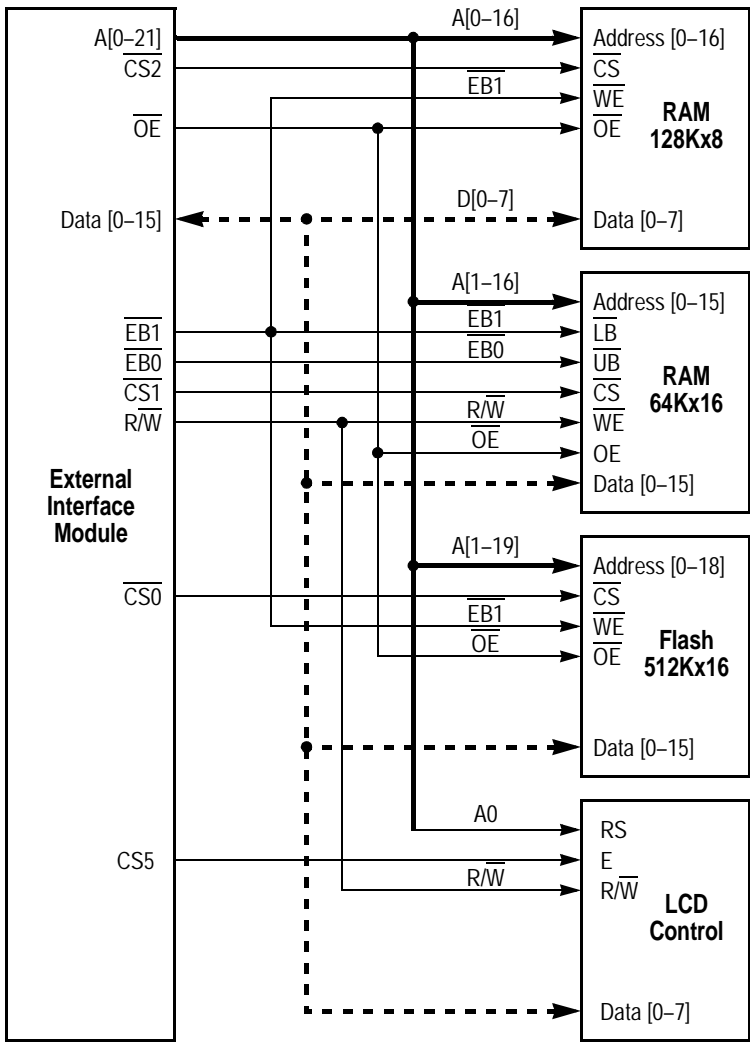 A[0–21]
A[0–16]
Address [0–16]
CS2
CS
EB1
WE
OE
OE
RAM
128Kx8
Data [0–15]
D[0–7]
Data [0–7]
A[1–16]
Address [0–15]
EB1
EB1
LB
EB0
EB0
UB
CS1
CS
R/W
R/W
WE
OE
OE
RAM
64Kx16
Data [0–15]
External
Interface
Module
A[1–19]
Address [0–18]
CS0
CS
EB1
WE
OE
OE
Flash
512Kx16
Data [0–15]
A0
RS
CS5
E
R/W
R/W
LCD
Control
Data [0–7]